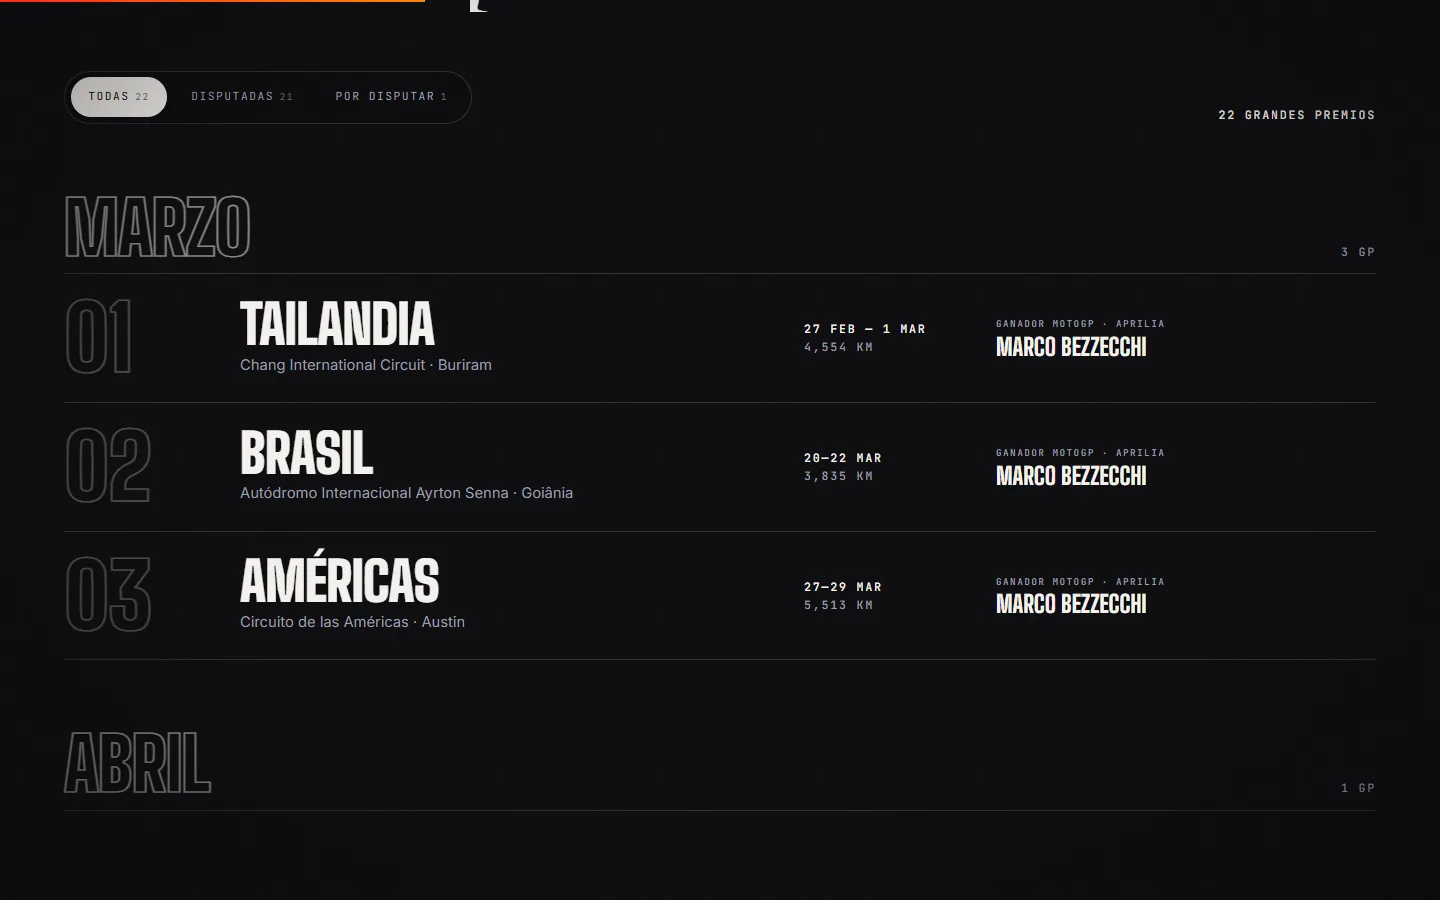 TODAS 22 DISPUTADAS 21 POR DISPUTAR 1
22 GRANDES PREMIOS
MARZO
3 GP
01
TAILANDIA
Chang International Circuit · Buriram
27 FEB — 1 MAR
4,554 KM
GANADOR MOTOGP · APRILIA
MARCO BEZZECCHI
02
BRASIL
Autódromo Internacional Ayrton Senna · Goiânia
20—22 MAR
3,835 KM
GANADOR MOTOGP · APRILIA
MARCO BEZZECCHI
03
AMÉRICAS
Circuito de las Américas · Austin
27—29 MAR
5,513 KM
GANADOR MOTOGP · APRILIA
MARCO BEZZECCHI
ABRIL
1 GP